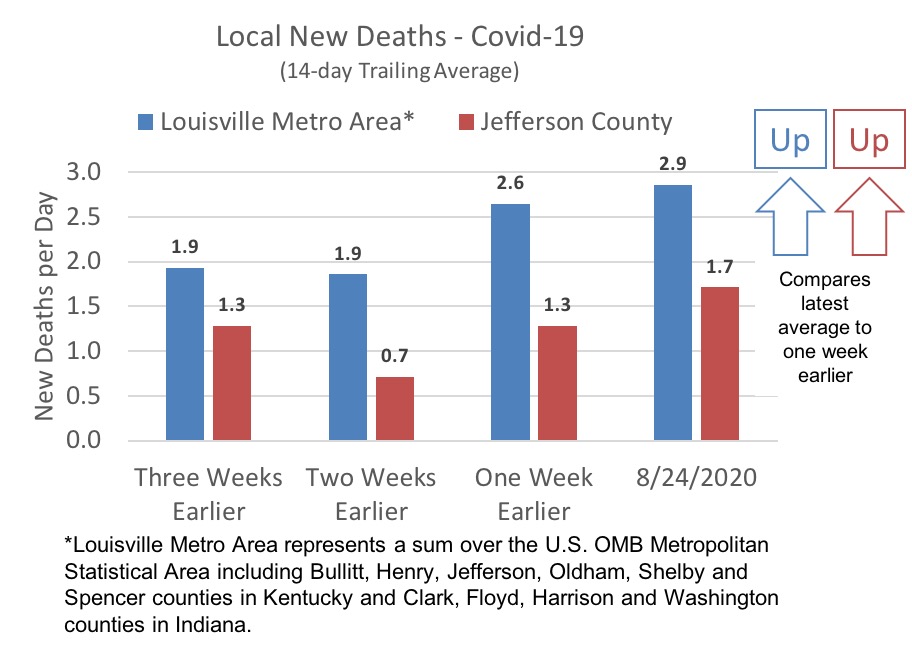 Local New Deaths - Covid-19
(14-day Trailing Average)
Louisville Metro Area* Jefferson County
Up Up
New Deaths per Day
3.0
2.5
2.0
1.5
1.0
0.5
0.0
1.9
1.3
1.9
0.7
2.6
1.3
2.9
1.7
Compares
latest
average to
one week
earlier
Three Weeks
Earlier
Two Weeks
Earlier
One Week
Earlier
8/24/2020
*Louisville Metro Area represents a sum over the U.S. OMB Metropolitan
Statistical Area including Bullitt, Henry, Jefferson, Oldham, Shelby and
Spencer counties in Kentucky and Clark, Floyd, Harrison and Washington
counties in Indiana.